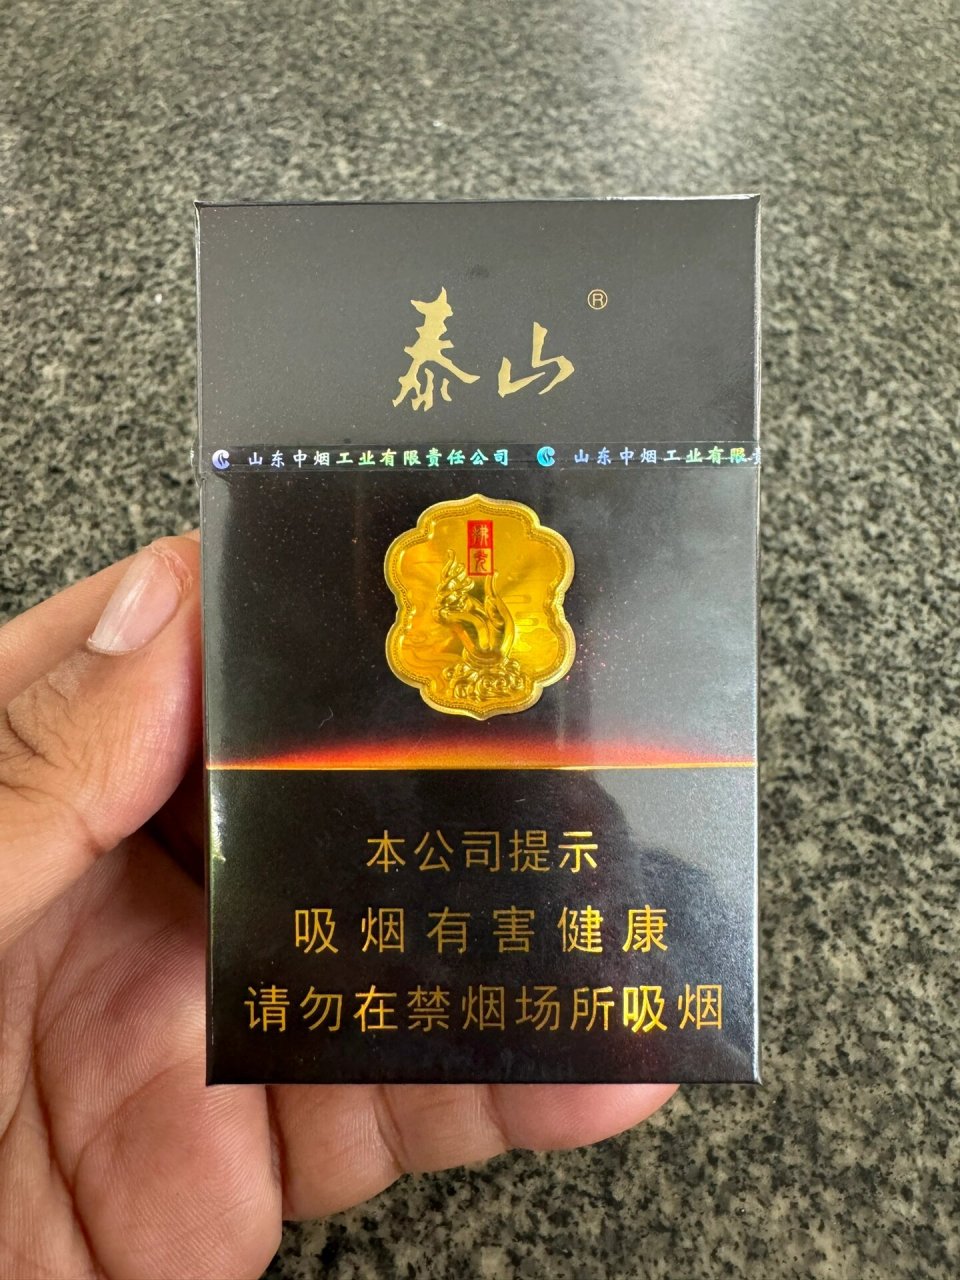 泰山®
山东中烟工业有限责任公司 山东中烟工业有限责
佛光
本公司提示
吸烟有害健康
请勿在禁烟场所吸烟